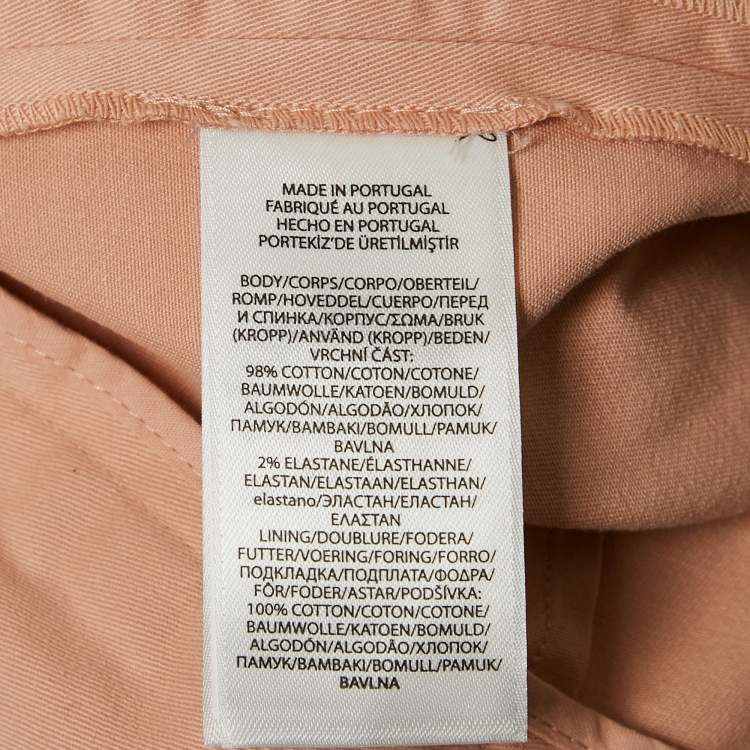 MADE IN PORTUGAL
FABRIQUÉ AU PORTUGAL
HECHO EN PORTUGAL
PORTEKİZ'DE ÜRETİLMİŞTİR
BODY/CORPS/CORPO/OBERTEIL/
ROMP/HOVEDDEL/CUERPO/ПЕРЕД
И СПИНКА/КОРПУС/ΣΩΜΑ/BRUK
(KROPP)/ANVÄND (KROPP)/BEDEN/
VRCHNÍ ČÁST:
98% COTTON/COTON/COTONE/
BAUMWOLLE/KATOEN/BOMULD/
ALGODÓN/ALGODÃO/ХЛОПОК/
ПАМУК/BAMBAKI/BOMULL/PAMUK/
BAVLNA
2% ELASTANE/ÉLASTHANNE/
ELASTAN/ELASTAAN/ELASTHAN/
elastano/ЭЛАСТАН/ЕЛАСТАН/
ΕΛΑΣΤΑΝ
LINING/DOUBLURE/FODERA/
FUTTER/VOERING/FORING/FORRO/
ПОДКЛАДКА/ПОДПЛАТА/ΦΟΔΡΑ/
FÔR/FODER/ASTAR/PODŠÍVKA:
100% COTTON/COTON/COTONE/
BAUMWOLLE/KATOEN/BOMULD/
ALGODÓN/ALGODÃO/ХЛОПОК/
ПАМУК/BAMBAKI/BOMULL/PAMUK/
BAVLNA